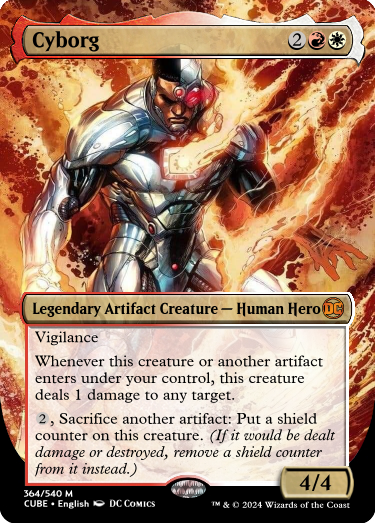 Cyborg 2
Legendary Artifact Creature — Human Hero DC
Vigilance
Whenever this creature or another artifact
enters under your control, this creature
deals 1 damage to any target.
2, Sacrifice another artifact: Put a shield
counter on this creature. (If it would be dealt
damage or destroyed, remove a shield counter
from it instead.)
4/4
364/540 M
CUBE • English DC COMICS
™ & © 2024 Wizards of the Coast